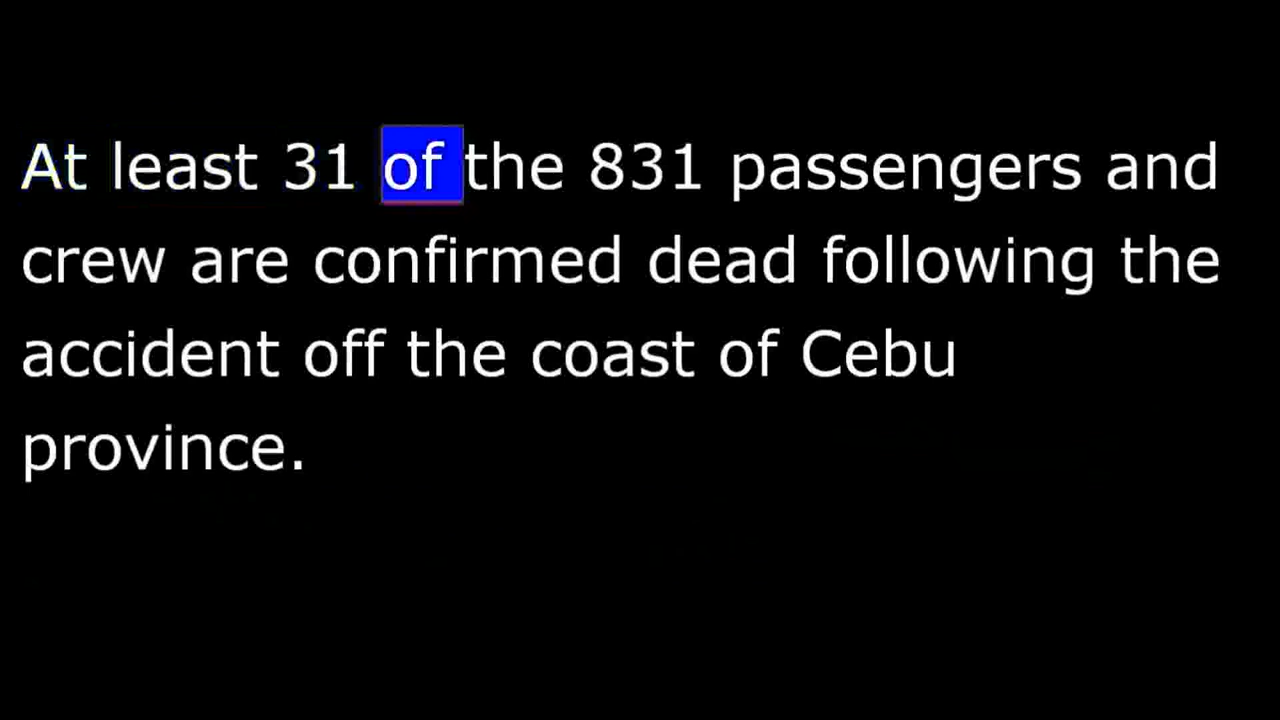 At least 31 of the 831 passengers and
crew are confirmed dead following the
accident off the coast of Cebu
province.